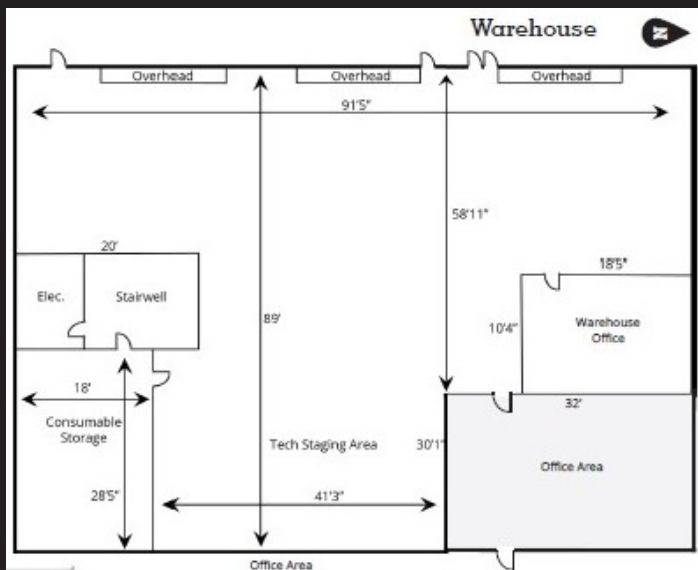 Warehouse
N
Overhead
Overhead
Overhead
91'5"
58'11"
20'
18'5"
Elec.
Stairwell
89'
10'4"
Warehouse
Office
18'
32'
Consumable
Storage
Tech Staging Area
30'1"
Office Area
28'5"
41'3"
Office Area